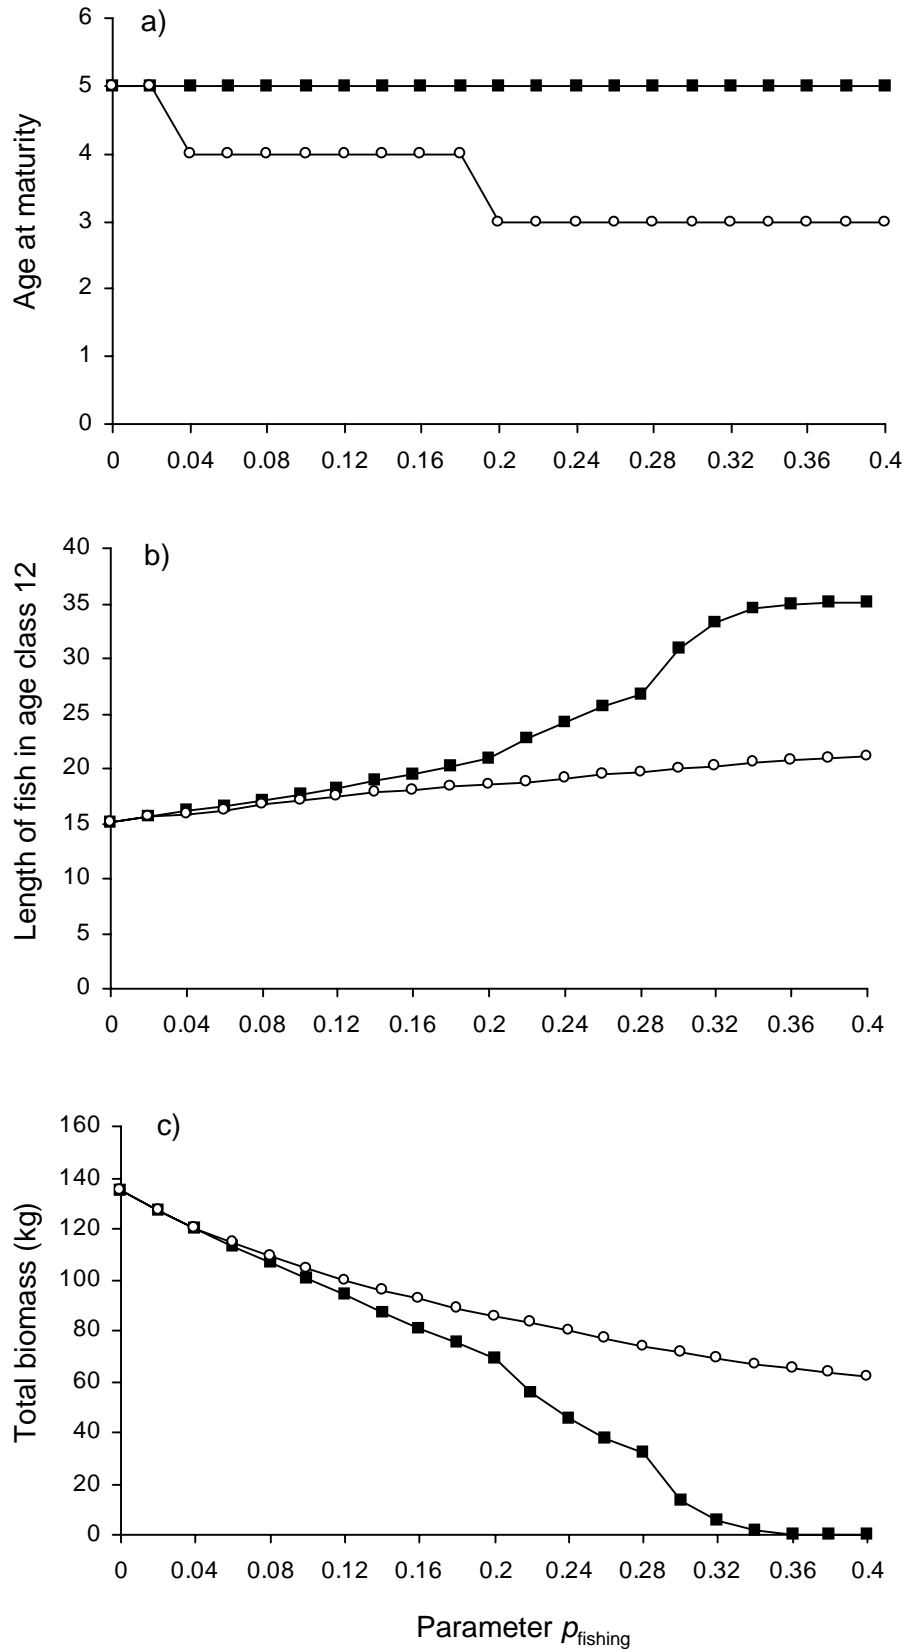 a)
Age at maturity
6
5
4
3
2
1
0
0 0.04 0.08 0.12 0.16 0.2 0.24 0.28 0.32 0.36 0.4
b)
Length of fish in age class 12
40
35
30
25
20
15
10
5
0
0 0.04 0.08 0.12 0.16 0.2 0.24 0.28 0.32 0.36 0.4
c)
Total biomass (kg)
160
140
120
100
80
60
40
20
0
0 0.04 0.08 0.12 0.16 0.2 0.24 0.28 0.32 0.36 0.4
Parameter p_fishing